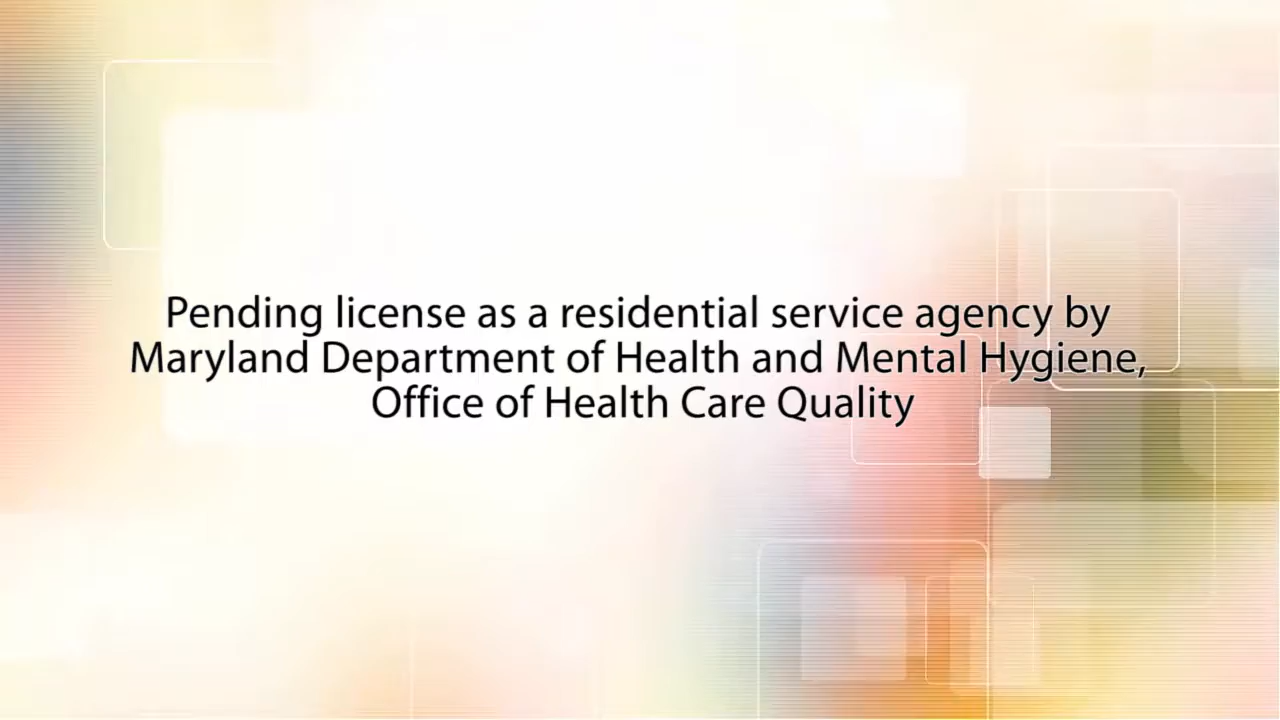 Pending license as a residential service agency by
Maryland Department of Health and Mental Hygiene,
Office of Health Care Quality